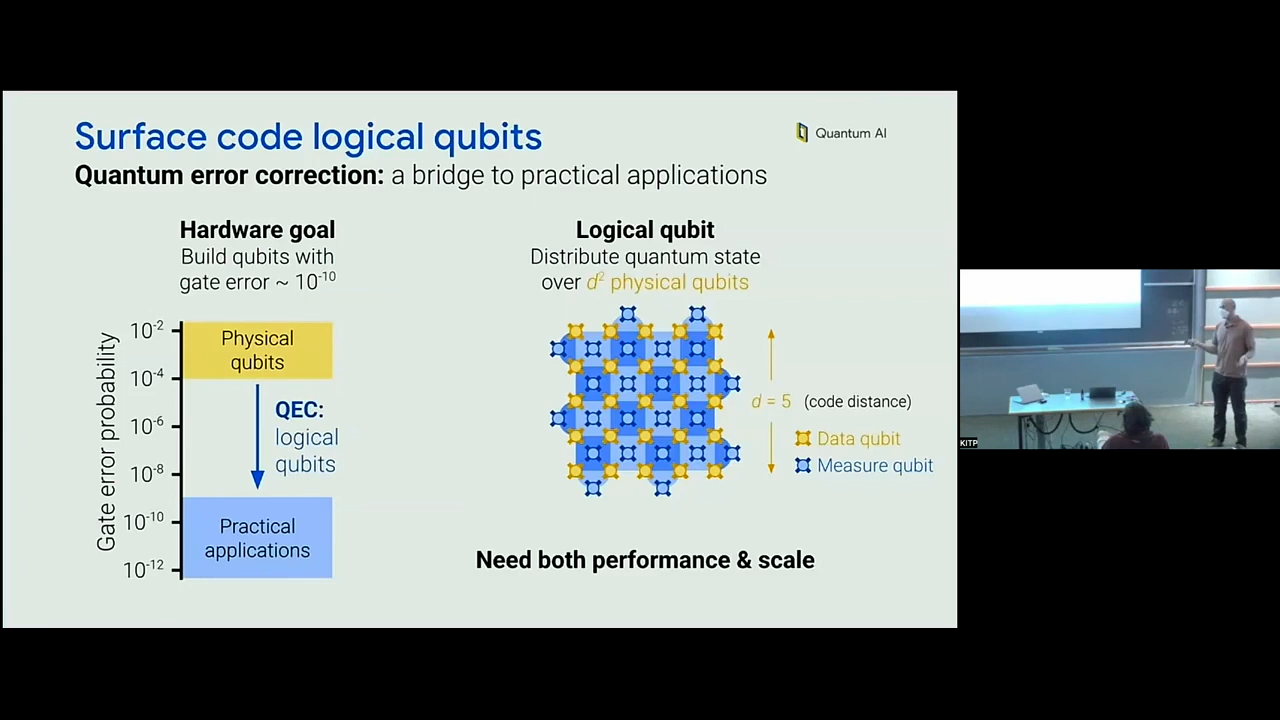 Surface code logical qubits
Quantum AI
Quantum error correction: a bridge to practical applications
Hardware goal
Build qubits with
gate error ~ 10⁻¹⁰
Gate error probability
10⁻²
10⁻⁴
10⁻⁶
10⁻⁸
10⁻¹⁰
10⁻¹²
Physical
qubits
QEC:
logical
qubits
Practical
applications
Logical qubit
Distribute quantum state
over d² physical qubits
d = 5 (code distance)
Data qubit
Measure qubit
Need both performance & scale
KITP